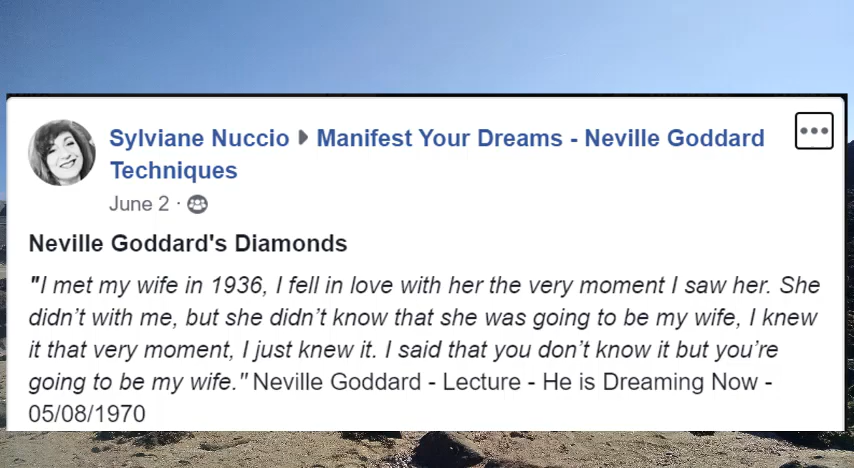 Sylviane Nuccio ▸ Manifest Your Dreams - Neville Goddard
Techniques
June 2 ·
Neville Goddard's Diamonds
"I met my wife in 1936, I fell in love with her the very moment I saw her. She
didn’t with me, but she didn’t know that she was going to be my wife, I knew
it that very moment, I just knew it. I said that you don’t know it but you’re
going to be my wife." Neville Goddard - Lecture - He is Dreaming Now -
05/08/1970